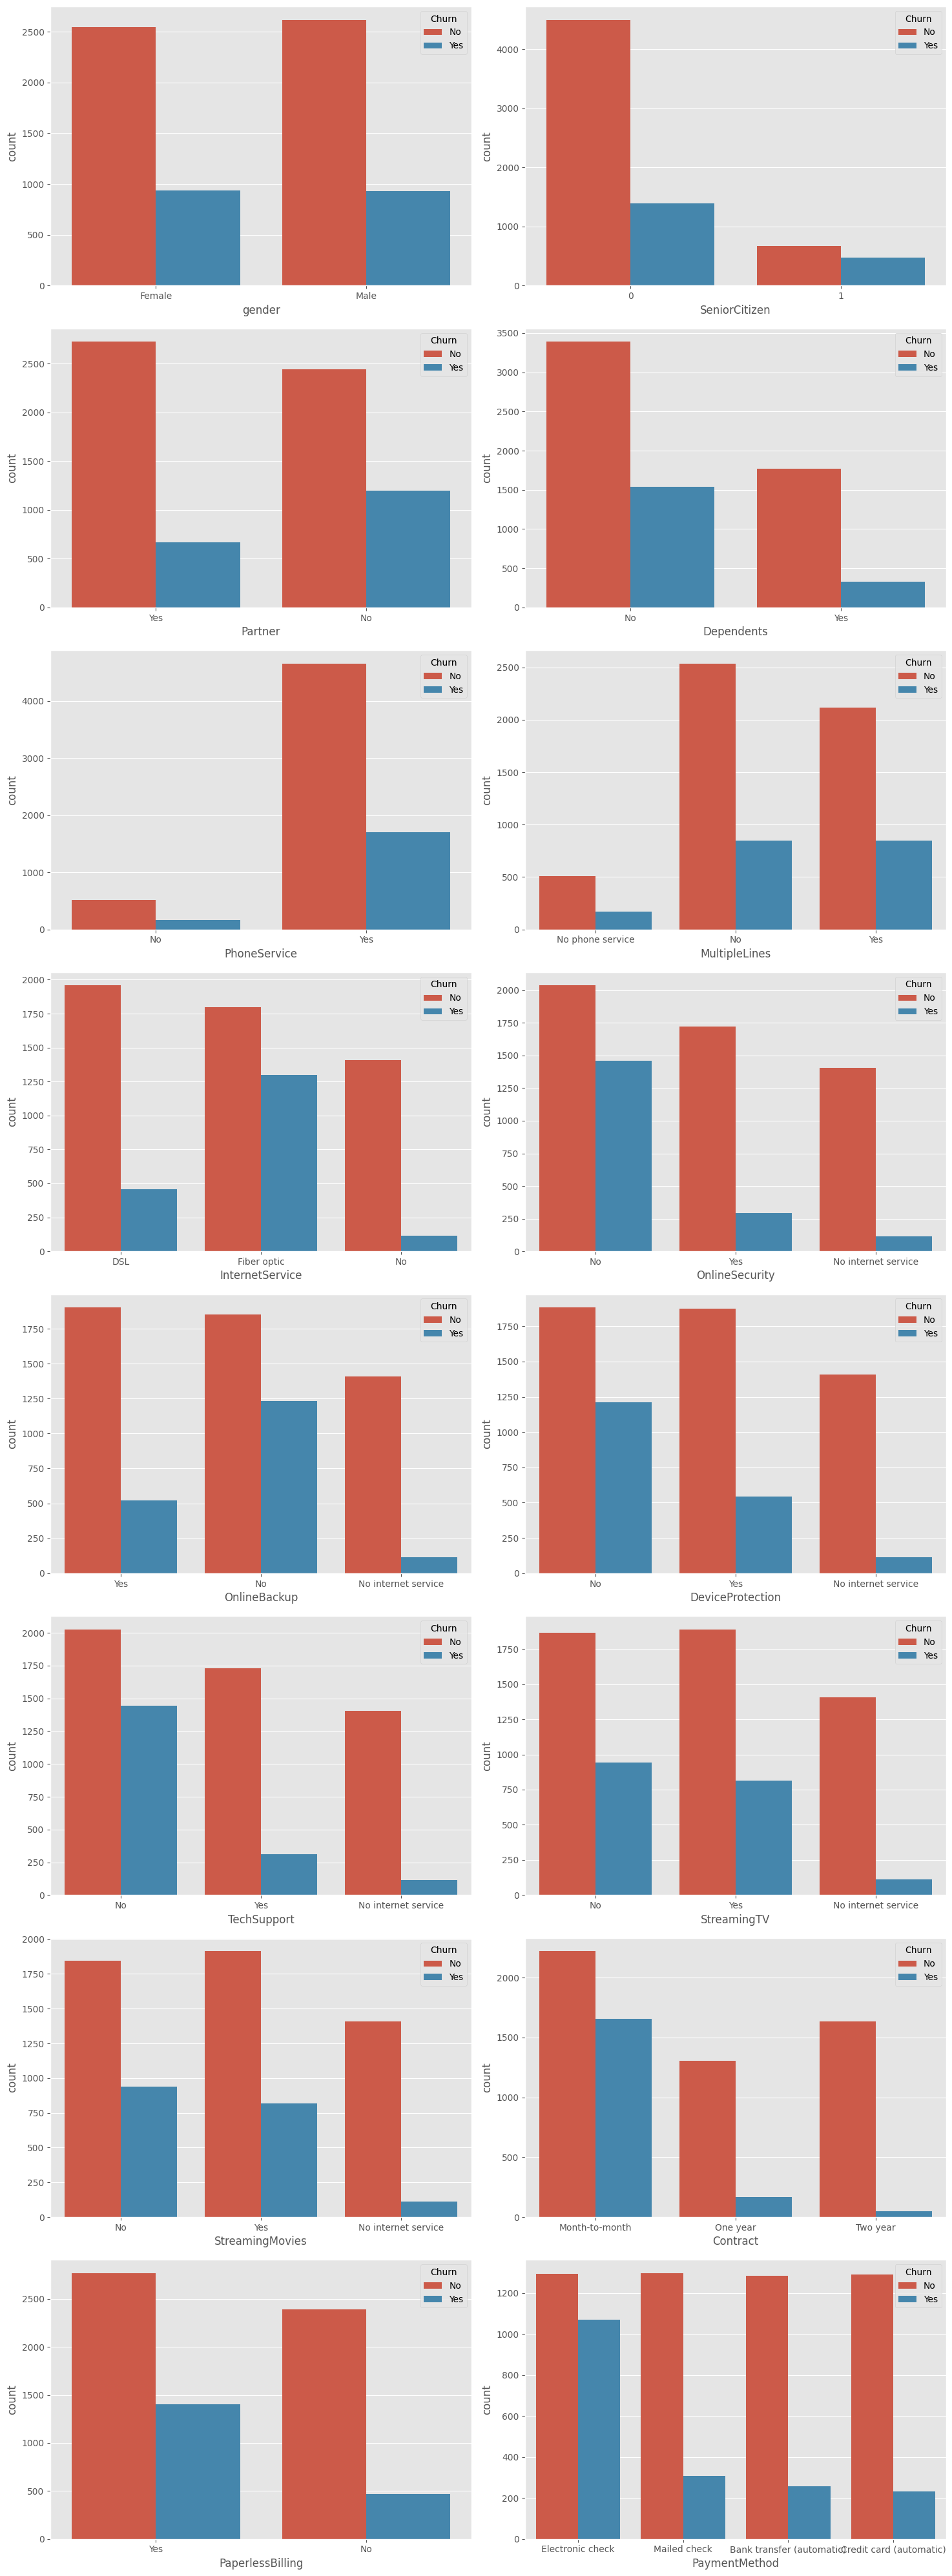 Churn
No
Yes
2500
2000
1500
1000
500
0
count
Female
Male
gender
Churn
No
Yes
4000
3000
2000
1000
0
count
0
1
SeniorCitizen
Churn
No
Yes
2500
2000
1500
1000
500
0
count
Yes
No
Partner
Churn
No
Yes
3500
3000
2500
2000
1500
1000
500
0
count
No
Yes
Dependents
Churn
No
Yes
4000
3000
2000
1000
0
count
No
Yes
PhoneService
Churn
No
Yes
2500
2000
1500
1000
500
0
count
No phone service
No
Yes
MultipleLines
Churn
No
Yes
2000
1750
1500
1250
1000
750
500
250
0
count
DSL
Fiber optic
No
InternetService
Churn
No
Yes
2000
1750
1500
1250
1000
750
500
250
0
count
No
Yes
No internet service
OnlineSecurity
Churn
No
Yes
1750
1500
1250
1000
750
500
250
0
count
Yes
No
No internet service
OnlineBackup
Churn
No
Yes
1750
1500
1250
1000
750
500
250
0
count
No
Yes
No internet service
DeviceProtection
Churn
No
Yes
2000
1750
1500
1250
1000
750
500
250
0
count
No
Yes
No internet service
TechSupport
Churn
No
Yes
1750
1500
1250
1000
750
500
250
0
count
No
Yes
No internet service
StreamingTV
Churn
No
Yes
2000
1750
1500
1250
1000
750
500
250
0
count
No
Yes
No internet service
StreamingMovies
Churn
No
Yes
2000
1500
1000
500
0
count
Month-to-month
One year
Two year
Contract
Churn
No
Yes
2500
2000
1500
1000
500
0
count
Yes
No
PaperlessBilling
Churn
No
Yes
1200
1000
800
600
400
200
0
count
Electronic check
Mailed check
Bank transfer (automatic)
Credit card (automatic)
PaymentMethod